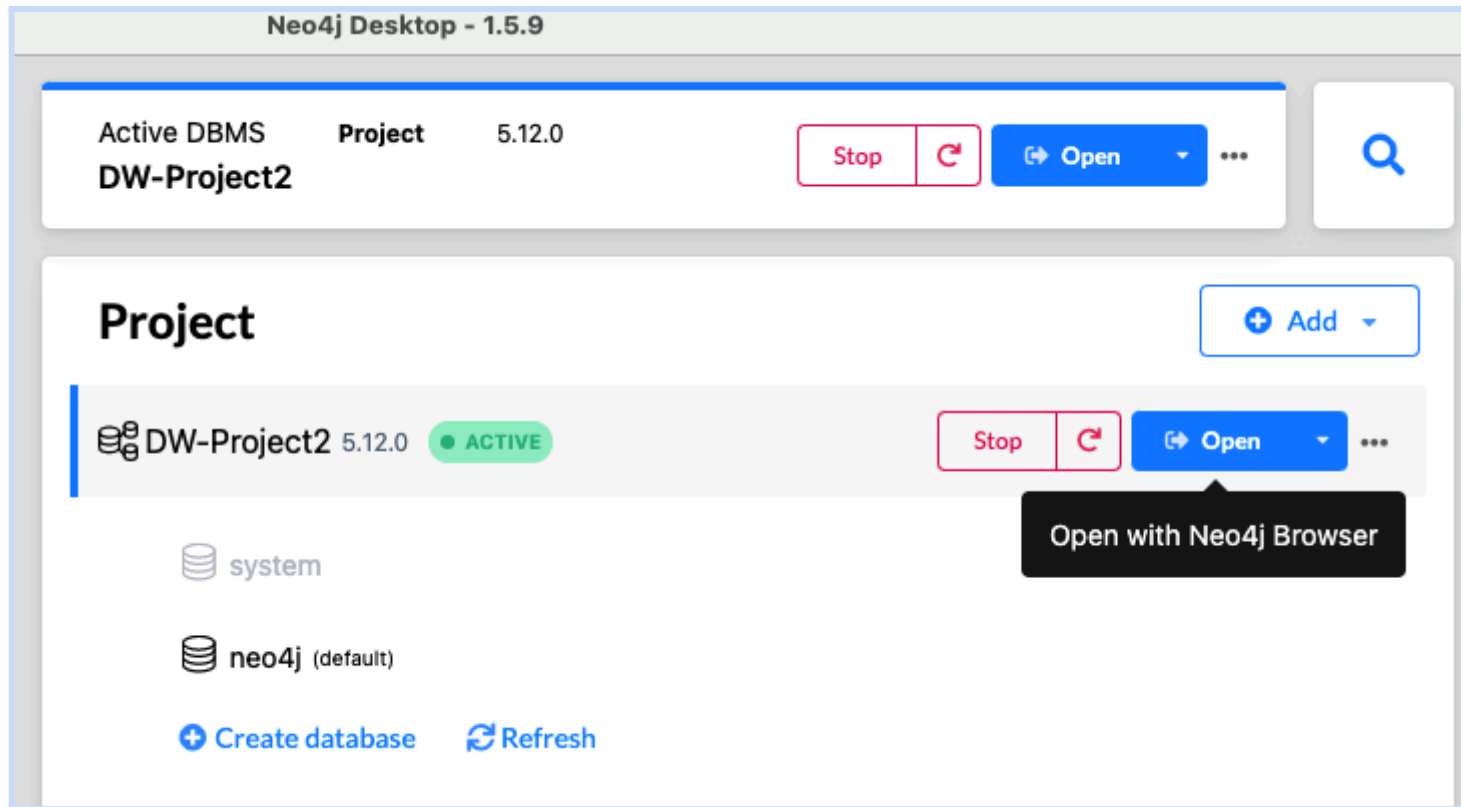 Neo4j Desktop - 1.5.9
Active DBMS Project 5.12.0
DW-Project2
Stop Open
Project
Add
DW-Project2 5.12.0 ACTIVE Stop Open
Open with Neo4j Browser
system
neo4j (default)
Create database Refresh